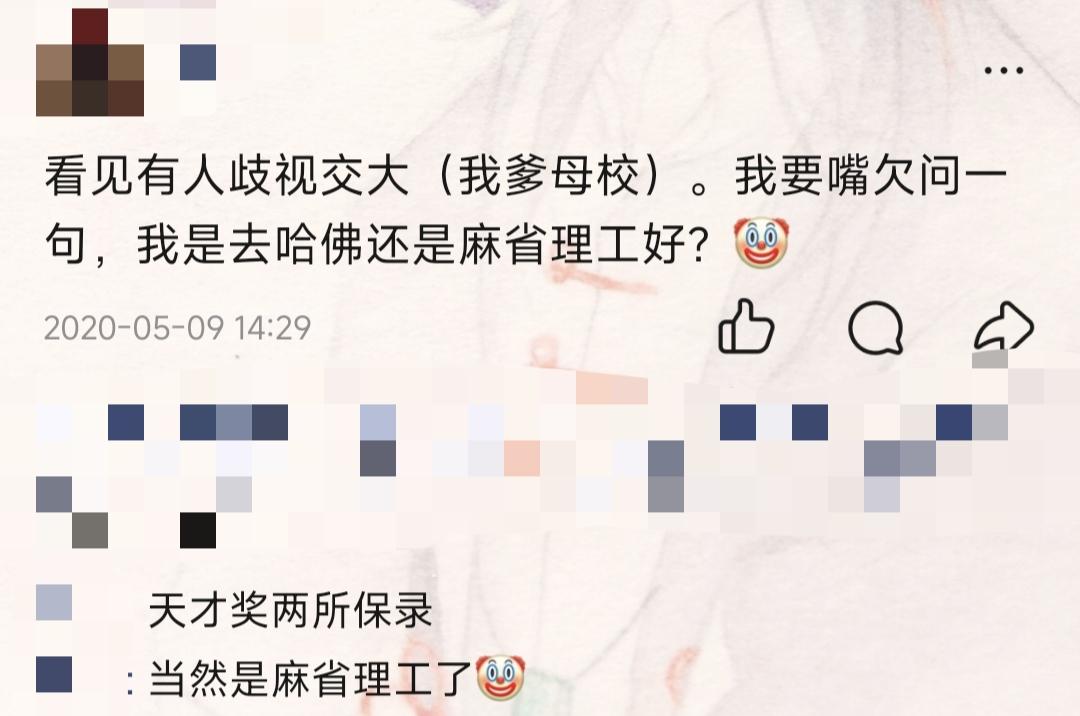 看见有人歧视交大（我爹母校）。我要嘴欠问一
句，我是去哈佛还是麻省理工好？🤡
2020-05-09 14:29
天才奖两所保录
：当然是麻省理工了🤡